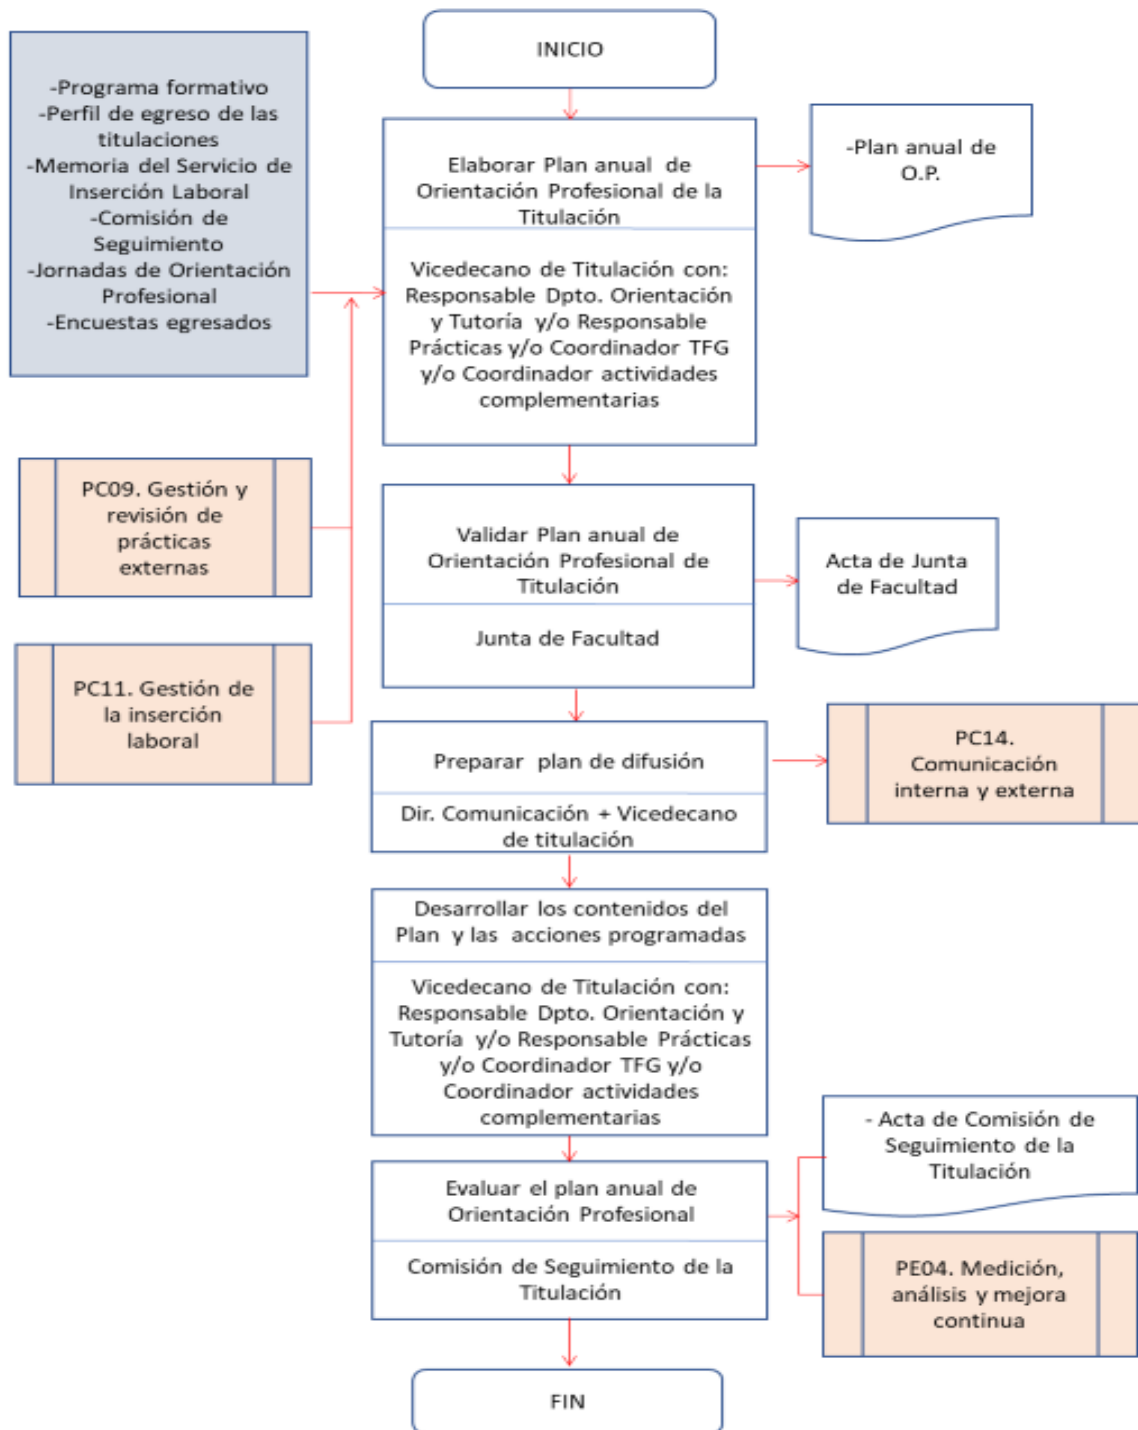 INICIO
-Programa formativo
-Perfil de egreso de las
titulaciones
-Memoria del Servicio de
Inserción Laboral
-Comisión de
Seguimiento
-Jornadas de Orientación
Profesional
-Encuestas egresados
Elaborar Plan anual de
Orientación Profesional de la
Titulación
Vicedecano de Titulación con:
Responsable Dpto. Orientación
y Tutoría y/o Responsable
Prácticas y/o Coordinador TFG
y/o Coordinador actividades
complementarias
-Plan anual de
O.P.
PC09. Gestión y
revisión de
prácticas
externas
PC11. Gestión de
la inserción
laboral
Validar Plan anual de
Orientación Profesional de
Titulación
Junta de Facultad
Acta de Junta
de Facultad
Preparar plan de difusión
Dir. Comunicación + Vicedecano
de titulación
PC14.
Comunicación
interna y externa
Desarrollar los contenidos del
Plan y las acciones programadas
Vicedecano de Titulación con:
Responsable Dpto. Orientación y
Tutoría y/o Responsable Prácticas
y/o Coordinador TFG y/o
Coordinador actividades
complementarias
Evaluar el plan anual de
Orientación Profesional
Comisión de Seguimiento de la
Titulación
- Acta de Comisión de
Seguimiento de la
Titulación
PE04. Medición,
análisis y mejora
continua
FIN